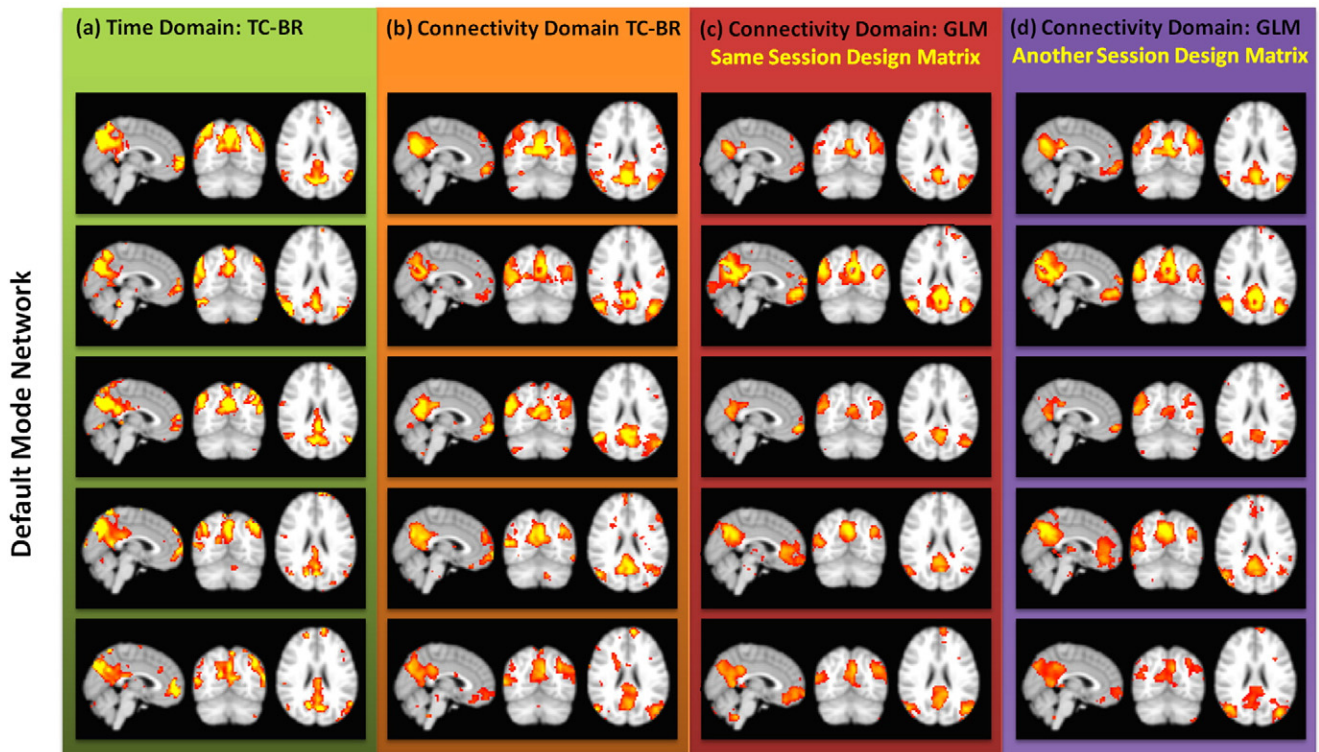 (a) Time Domain: TC-BR
(b) Connectivity Domain TC-BR
(c) Connectivity Domain: GLM
Same Session Design Matrix
(d) Connectivity Domain: GLM
Another Session Design Matrix
Default Mode Network